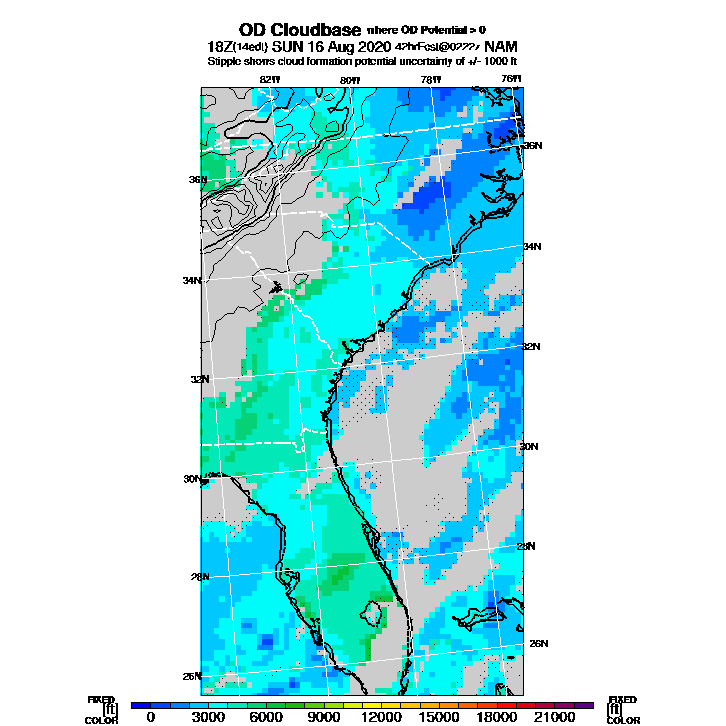 OD Cloudbase where OD Potential > 0
18Z(14edt) SUN 16 Aug 2020 42hrFcst@0222z NAM
Stipple shows cloud formation potential uncertainty of +/- 1000 ft
82W 80W 78W 76W
36N
36N
34N
34N
32N
32N
30N
30N
28N
28N
26N
26N
FIXED FIXED
[ft] [ft]
COLOR 0 3000 6000 9000 12000 15000 18000 21000 COLOR